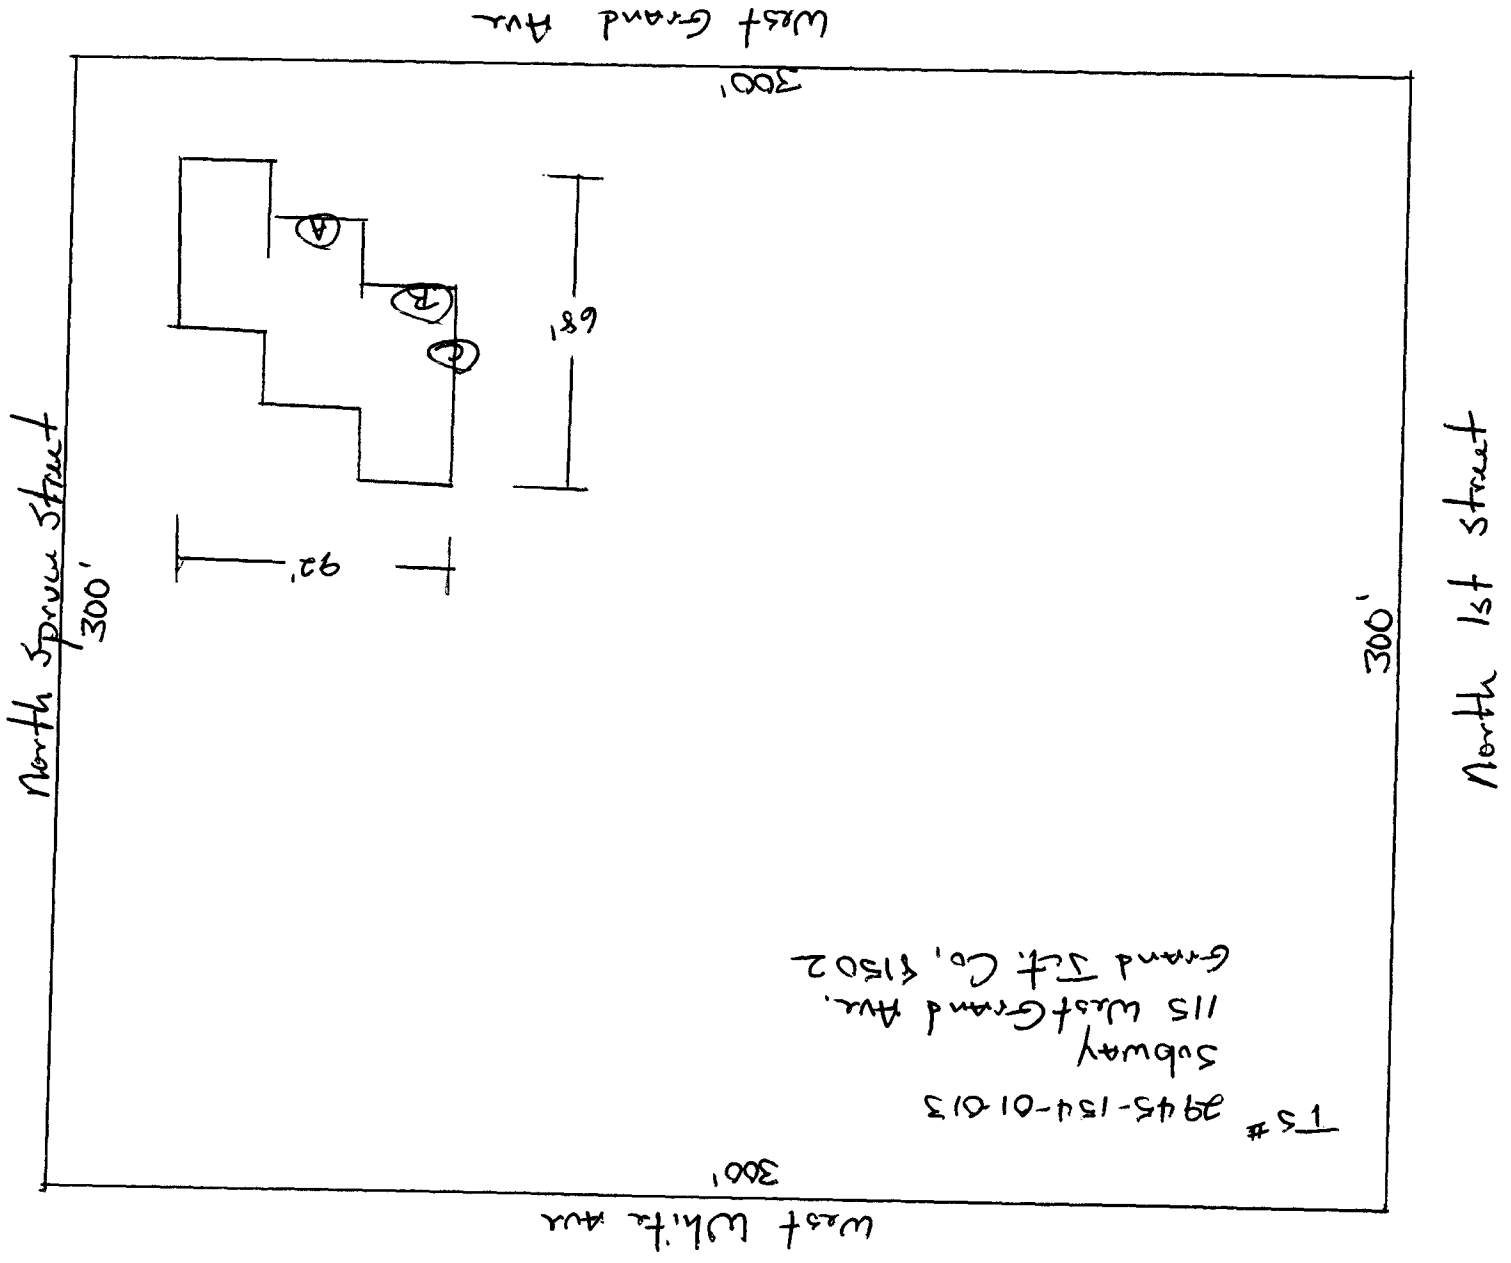 West Grand Ave
300'
A
B
C
68'
92'
North Spruce Street
300'
North 1st Street
300'
TS # 2945-154-01-013
Subway
115 West Grand Ave.
Grand Jct. Co, 81502
300'
West White Ave